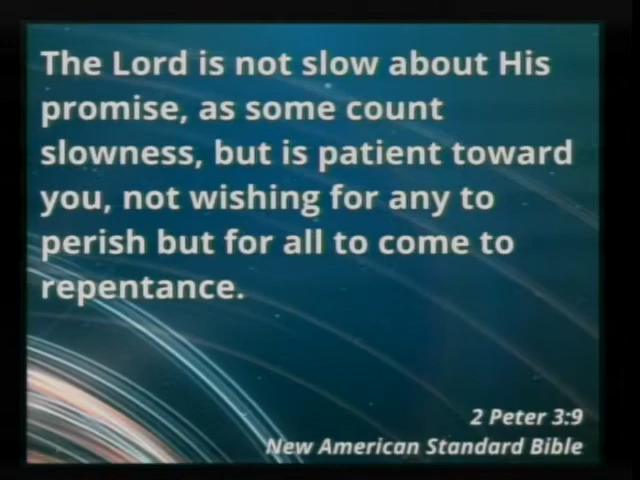 The Lord is not slow about His
promise, as some count
slowness, but is patient toward
you, not wishing for any to
perish but for all to come to
repentance.
2 Peter 3:9
New American Standard Bible